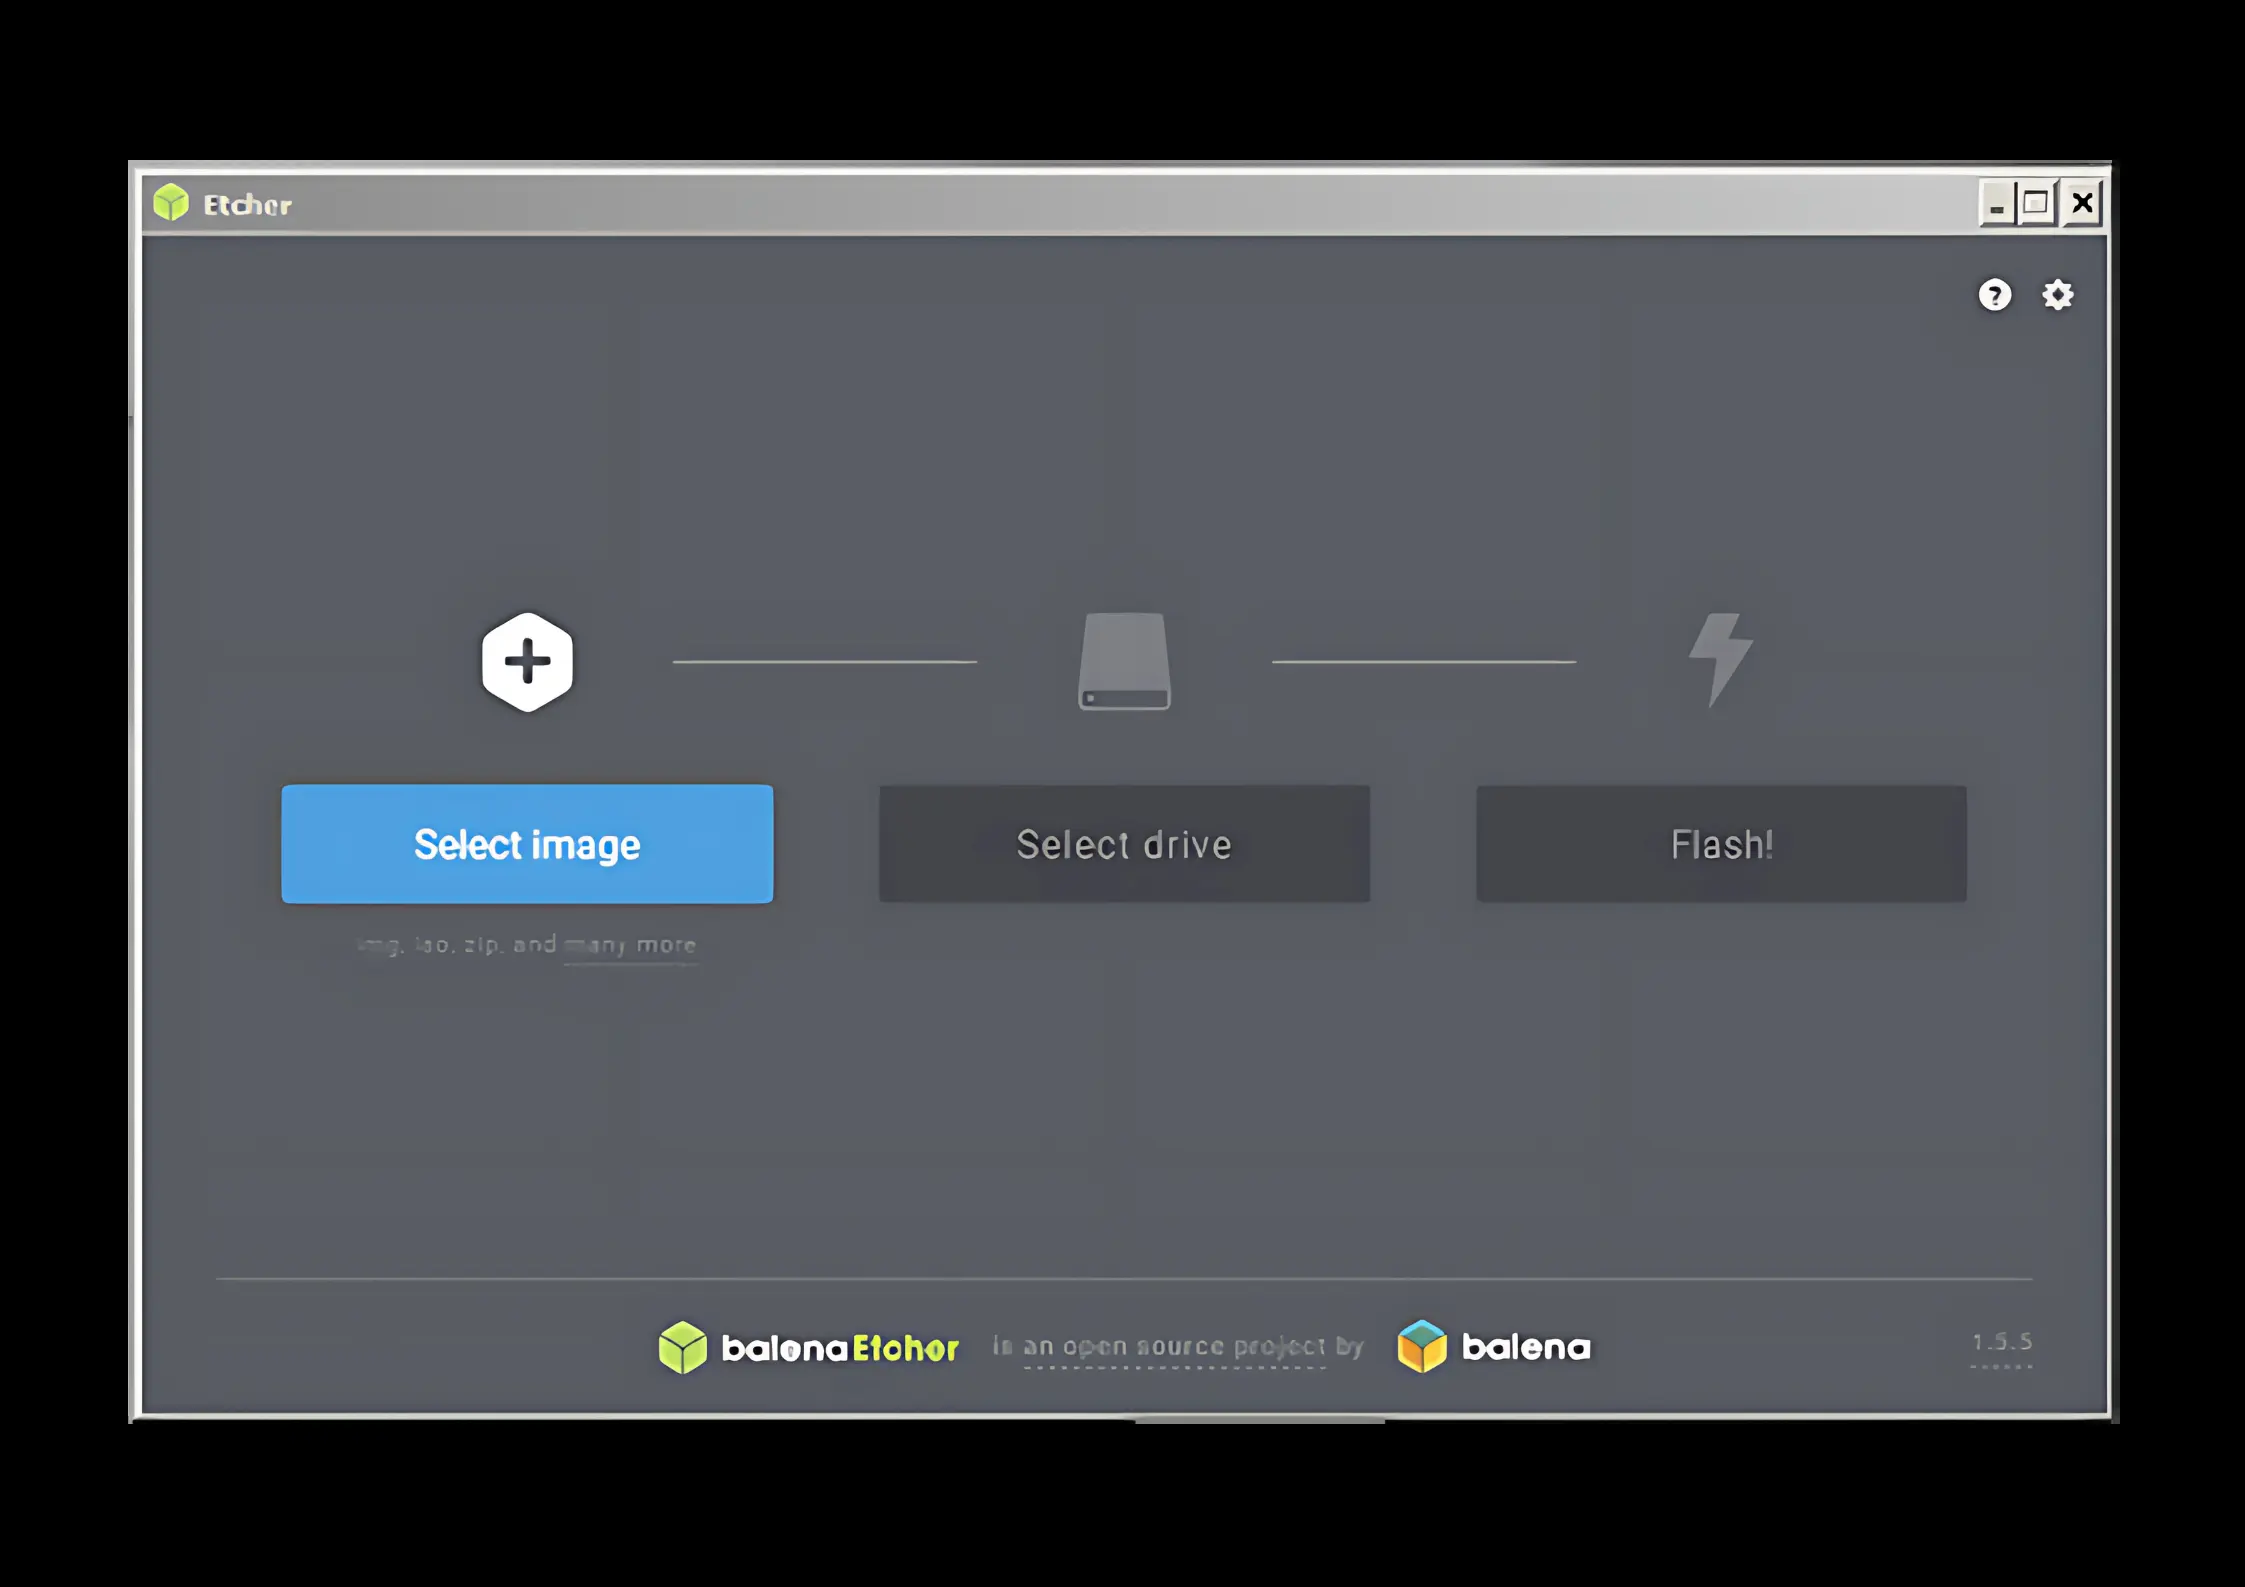 Etcher
Select image
Select drive
Flash!
img, iso, zip, and many more
balenaEtcher is an open source project by balena
1.5.5